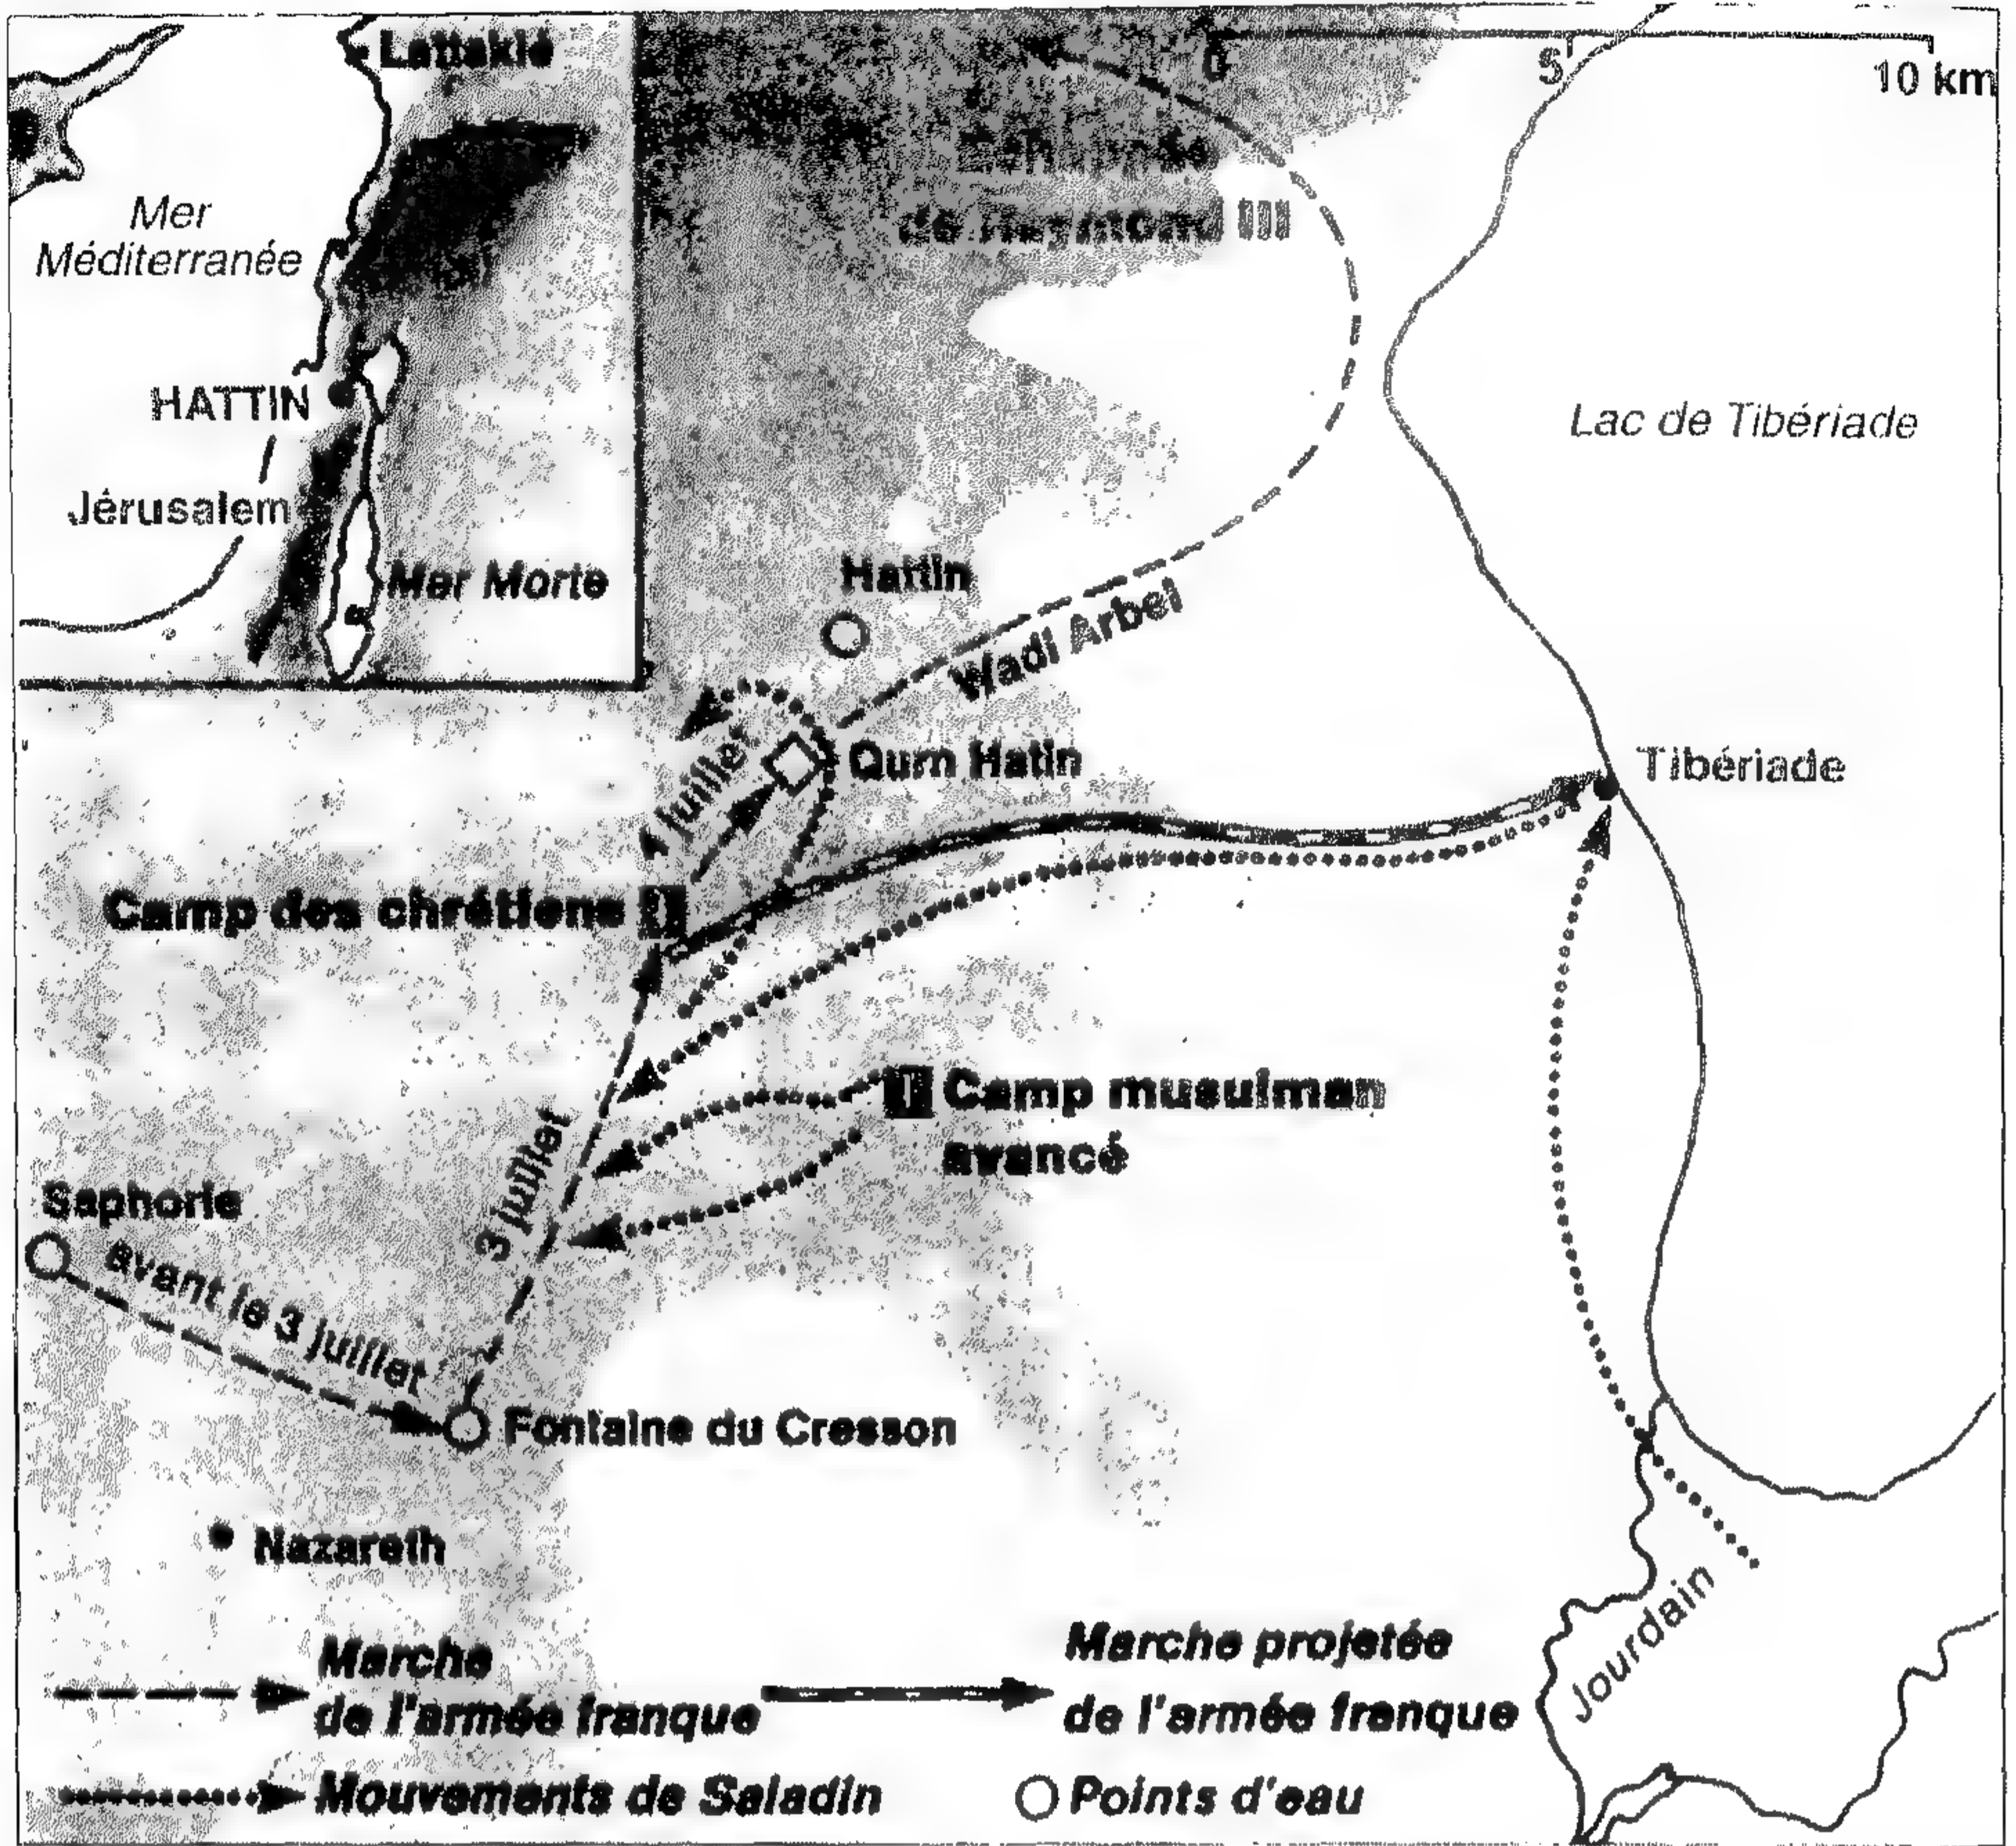 Lattakié
Mer
Méditerranée
HATTIN
Jérusalem
Mer Morte
0
5
10 km
de Raymond III
Lac de Tibériade
Hattin
Wadi Arbel
juillet
Qurn Hatin
Tibériade
Camp des chrétiens
Camp musulman
avancé
3 juillet
Saphorie
avant le 3 juillet
Fontaine du Cresson
Nazareth
Jourdain
Marche
de l'armée franque
Marche projetée
de l'armée franque
Mouvements de Saladin
Points d'eau